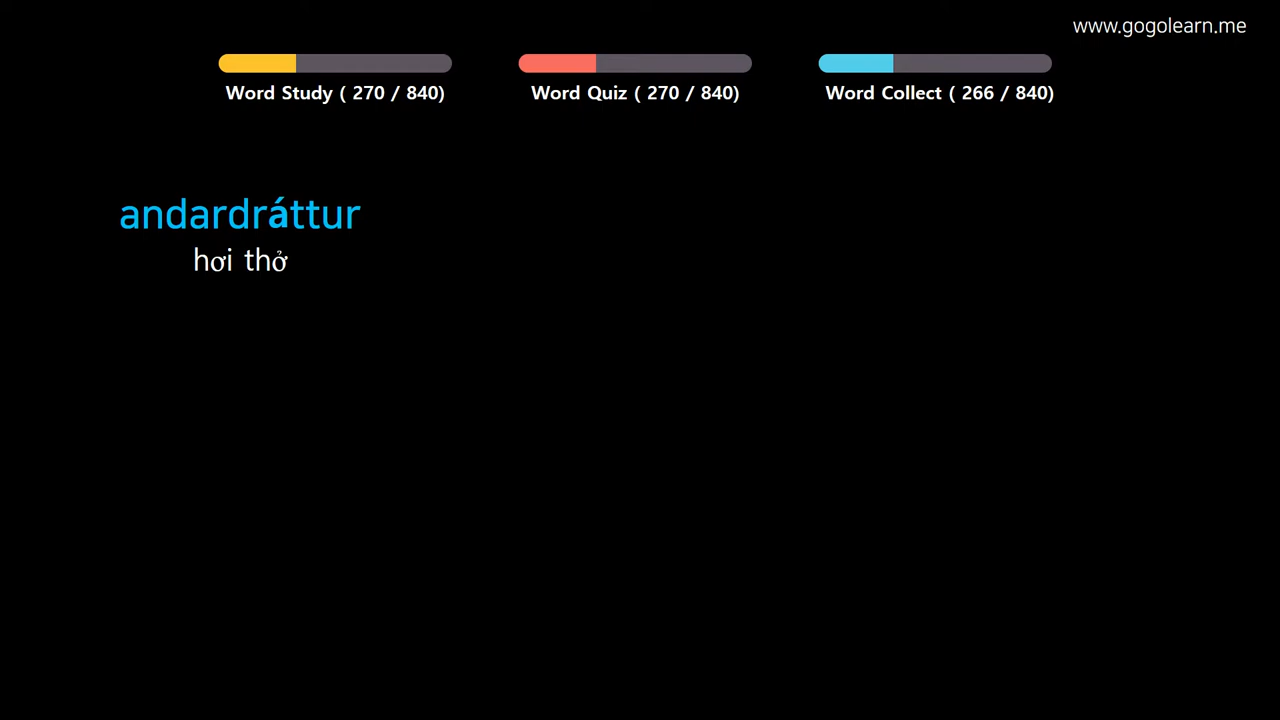 www.gogolearn.me
Word Study ( 270 / 840)
Word Quiz ( 270 / 840)
Word Collect ( 266 / 840)
andardráttur
hơi thở